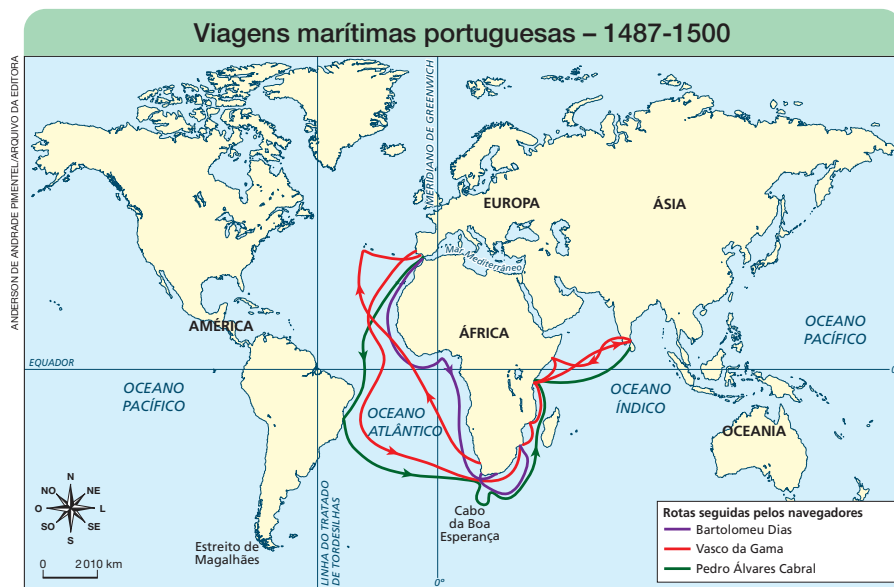 Viagens marítimas portuguesas – 1487-1500
ANDERSON DE ANDRADE PIMENTEL/ARQUIVO DA EDITORA
MERIDIANO DE GREENWICH
EUROPA
ÁSIA
Mar Mediterrâneo
AMÉRICA
ÁFRICA
OCEANO
PACÍFICO
EQUADOR
0°
OCEANO
PACÍFICO
OCEANO
ATLÂNTICO
OCEANO
ÍNDICO
OCEANIA
N
NO
NE
O
L
SO
SE
S
0
2010 km
Estreito de
Magalhães
LINHA DO TRATADO
DE TORDESILHAS
Cabo
da Boa
Esperança
0°
Rotas seguidas pelos navegadores
Bartolomeu Dias
Vasco da Gama
Pedro Álvares Cabral